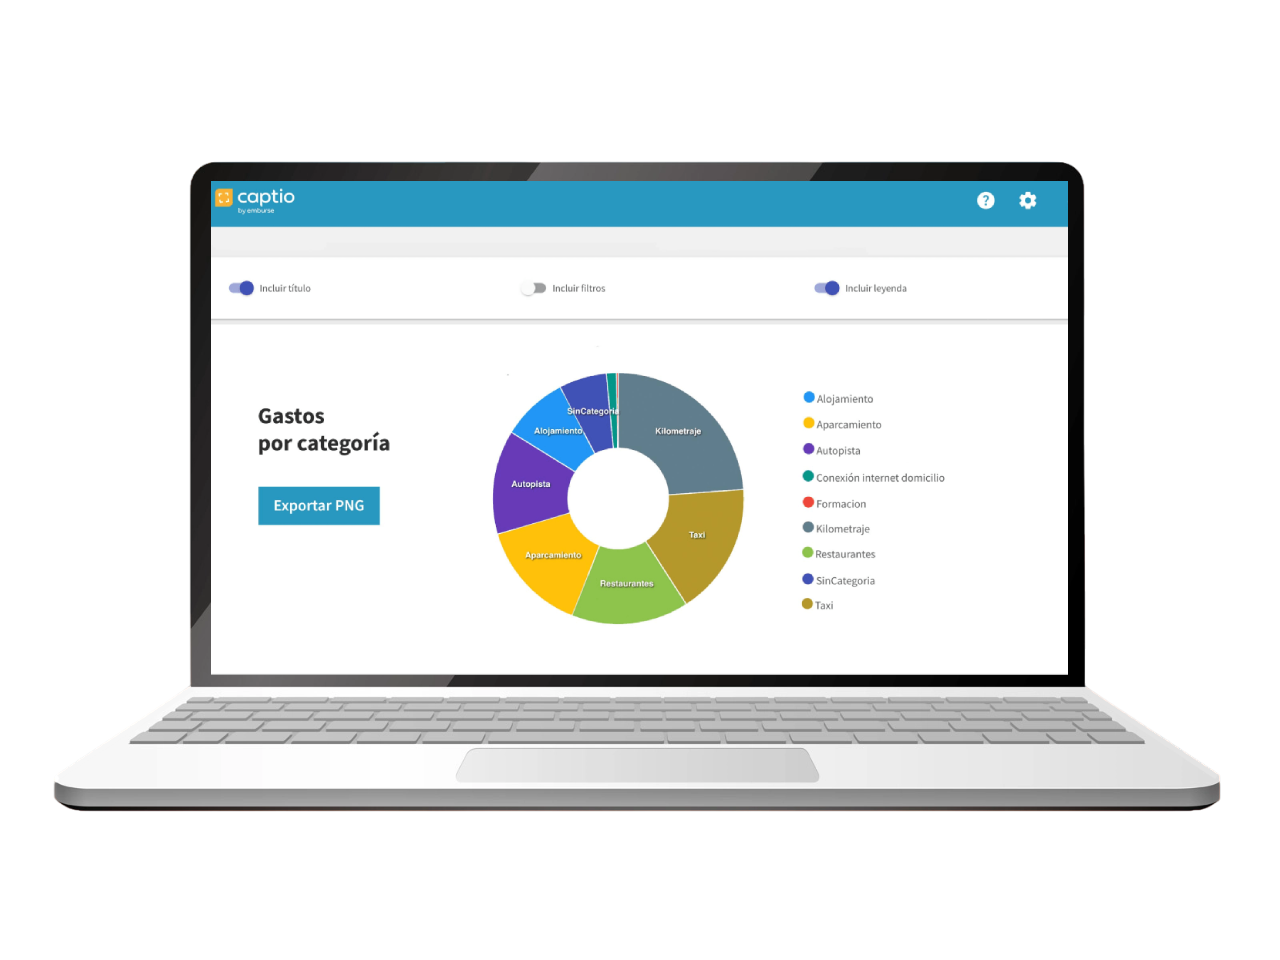 captio
by emburse
Incluir título
Incluir filtros
Incluir leyenda
Gastos
por categoría
Exportar PNG
SinCategoria
Alojamiento
Kilometraje
Autopista
Taxi
Aparcamiento
Restaurantes
Alojamiento
Aparcamiento
Autopista
Conexión internet domicilio
Formacion
Kilometraje
Restaurantes
SinCategoria
Taxi